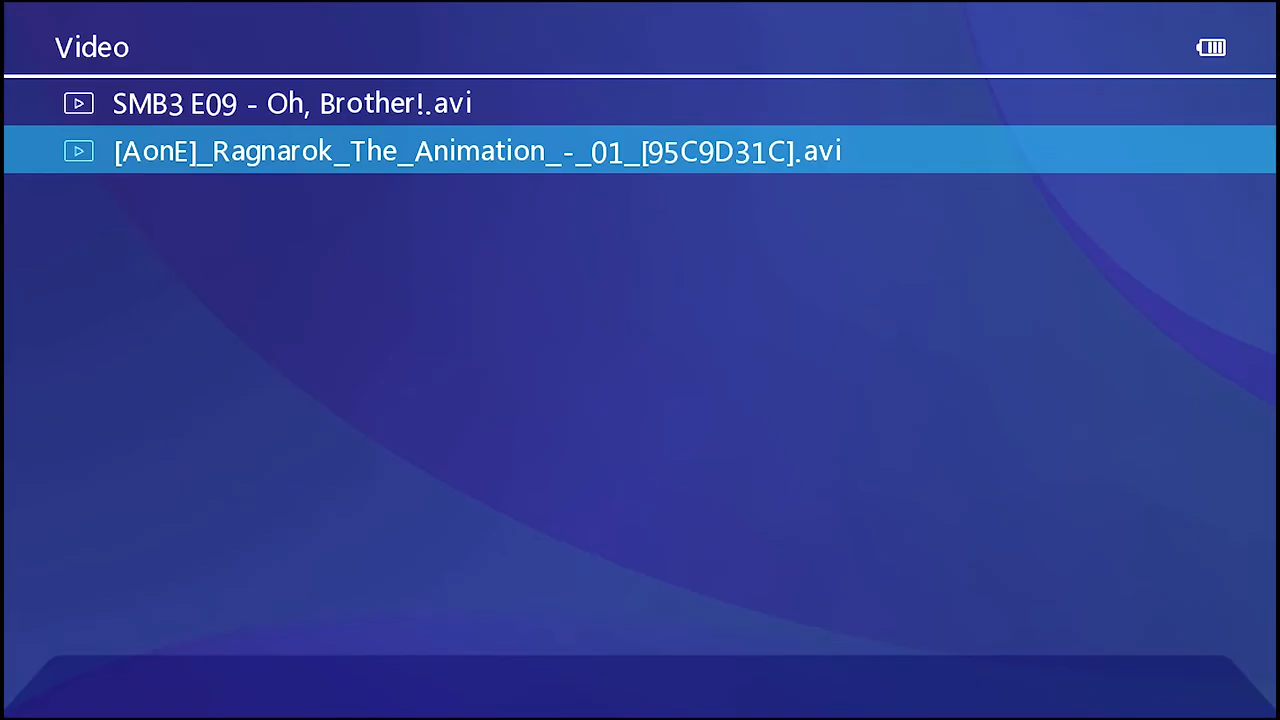 Video
SMB3 E09 - Oh, Brother!.avi
[AonE]_Ragnarok_The_Animation_-_01_[95C9D31C].avi